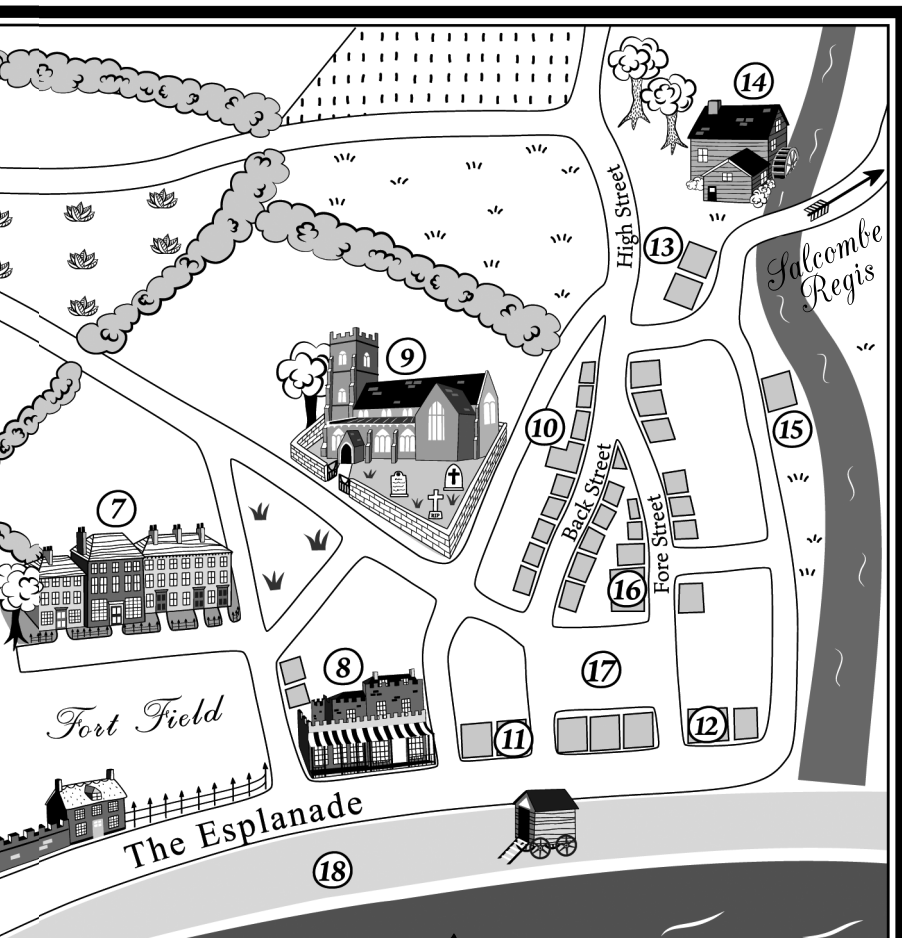 14
High Street
13
Salcombe
Regis
9
10
15
Back Street
7
Fore Street
16
RIP
8
17
Fort Field
11
12
The Esplanade
18